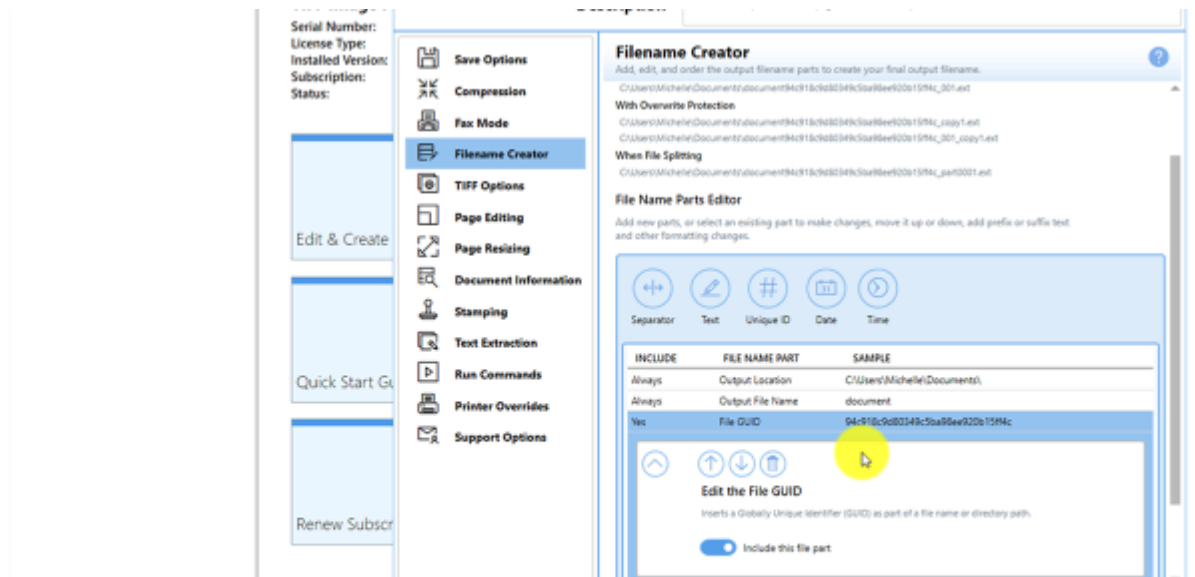 Serial Number:
License Type:
Installed Version:
Subscription:
Status:
Edit & Create
Quick Start Gu
Renew Subscr
Save Options
Compression
Fax Mode
Filename Creator
TIFF Options
Page Editing
Page Resizing
Document Information
Stamping
Text Extraction
Run Commands
Printer Overrides
Support Options
Filename Creator
Add, edit, and order the output filename parts to create your final output filename.
With Overwrite Protection
When File Splitting
File Name Parts Editor
Add new parts, or select an existing part to make changes, move it up or down, add prefix or suffix text
and other formatting changes.
Separator Text Unique ID Date Time
INCLUDE FILE NAME PART SAMPLE
Always Output Location C:\Users\Michelle\Documents\
Always Output File Name document
Yes File GUID
Edit the File GUID
Inserts a Globally Unique Identifier (GUID) as part of a file name or directory path.
Include this file part